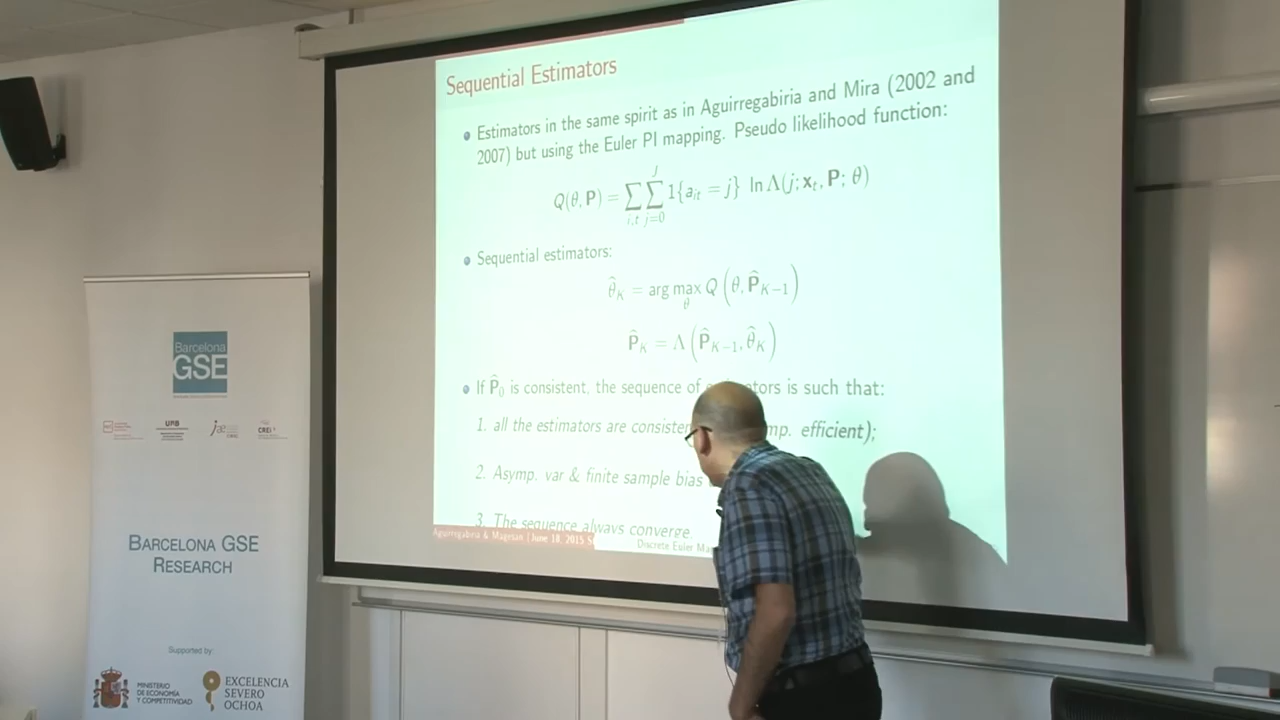 Sequential Estimators
Estimators in the same spirit as in Aguirregabiria and Mira (2002 and
2007) but using the Euler PI mapping. Pseudo likelihood function:
Q(θ, P) = ∑_{i,t} ∑_{j=0}^{J} 1{a_{it} = j} ln Λ(j; x_t, P; θ)
Sequential estimators:
θ̂_K = arg max_θ Q (θ, P̂_{K−1})
P̂_K = Λ (P̂_{K−1}, θ̂_K)
If P̂_0 is consistent, the sequence of estimators is such that:
1. all the estimators are consistent mp. efficient);
2. Asymp. var & finite sample bias
3. The sequence always converge
Aguirregabiria & Magesan (June 18, 2015
Discrete Euler
Barcelona
GSE
UPB
CREi
BARCELONA GSE
RESEARCH
Supported by:
MINISTERIO
DE ECONOMÍA
Y COMPETITIVIDAD
EXCELENCIA
SEVERO
OCHOA